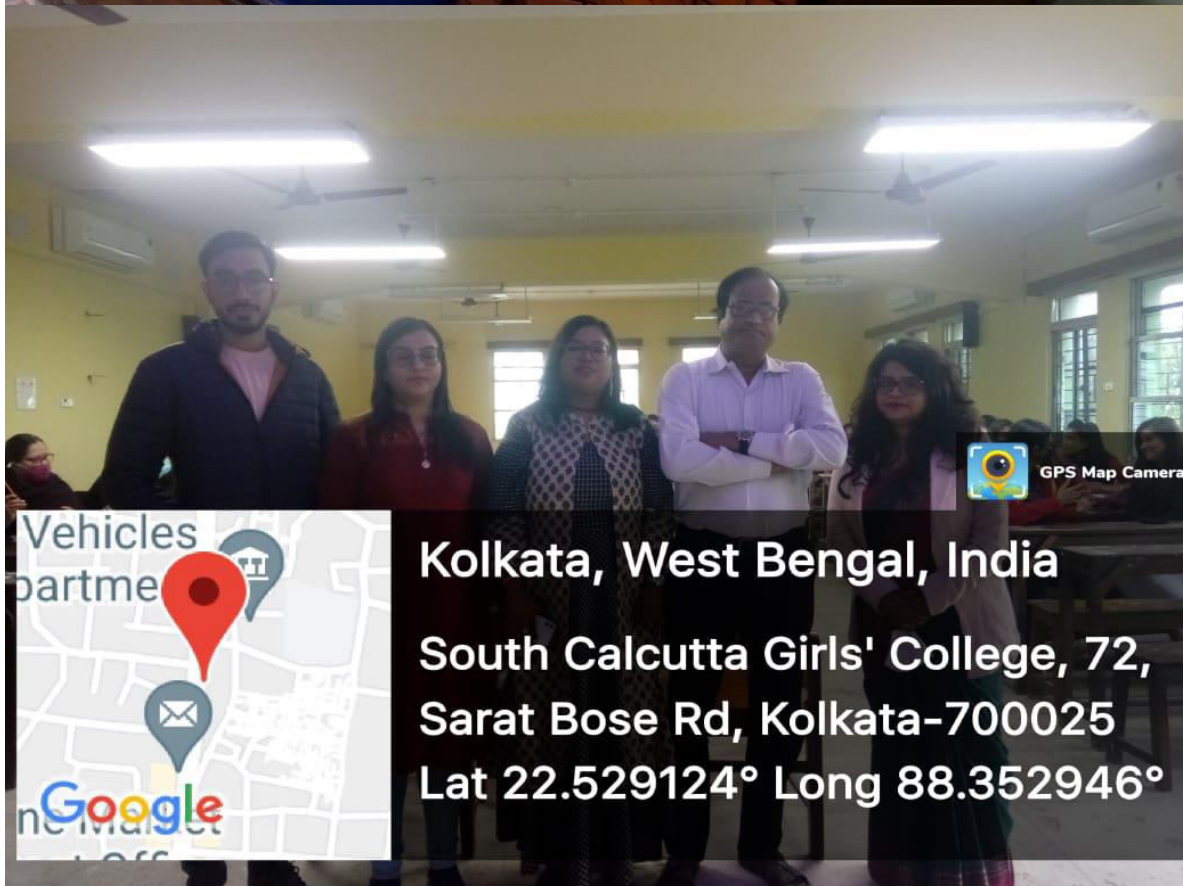 GPS Map Camera
Vehicles
partme
Google
Kolkata, West Bengal, India
South Calcutta Girls' College, 72,
Sarat Bose Rd, Kolkata-700025
Lat 22.529124° Long 88.352946°